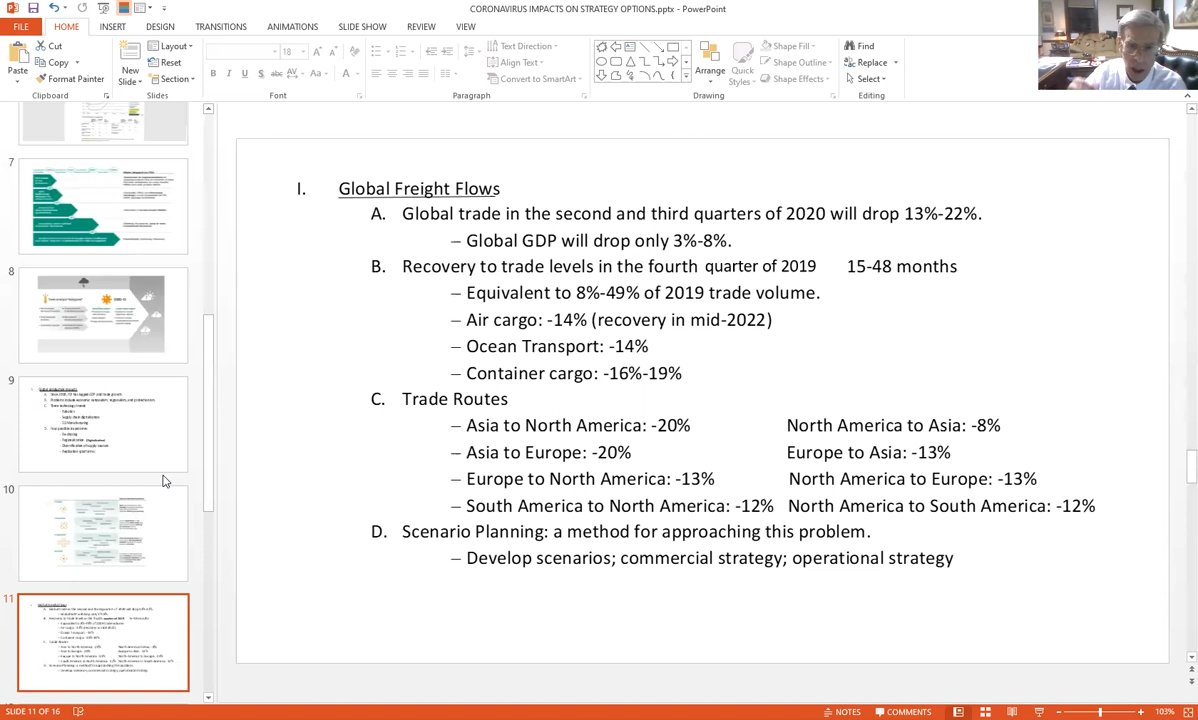 CORONAVIRUS IMPACTS ON STRATEGY OPTIONS.pptx - PowerPoint
FILE HOME INSERT DESIGN TRANSITIONS ANIMATIONS SLIDE SHOW REVIEW VIEW
Paste
Cut
Copy
Format Painter
Clipboard
New Slide
Layout
Reset
Section
Slides
18
Font
Text Direction
Align Text
Convert to SmartArt
Paragraph
Arrange
Quick Styles
Shape Fill
Shape Outline
Shape Effects
Drawing
Find
Replace
Select
Editing
7
8
9
10
11
I. Global Freight Flows
A. Global trade in the second and third quarters of 2020 will drop 13%-22%.
– Global GDP will drop only 3%-8%.
B. Recovery to trade levels in the fourth quarter of 2019 15-48 months
– Equivalent to 8%-49% of 2019 trade volume.
– Air cargo: -14% (recovery in mid-2022)
– Ocean Transport: -14%
– Container cargo: -16%-19%
C. Trade Routes
– Asia to North America: -20% North America to Asia: -8%
– Asia to Europe: -20% Europe to Asia: -13%
– Europe to North America: -13% North America to Europe: -13%
– South America to North America: -12% North America to South America: -12%
D. Scenario Planning: a method for approaching this problem.
– Develop scenarios; commercial strategy; operational strategy
SLIDE 11 OF 16
NOTES COMMENTS 103%